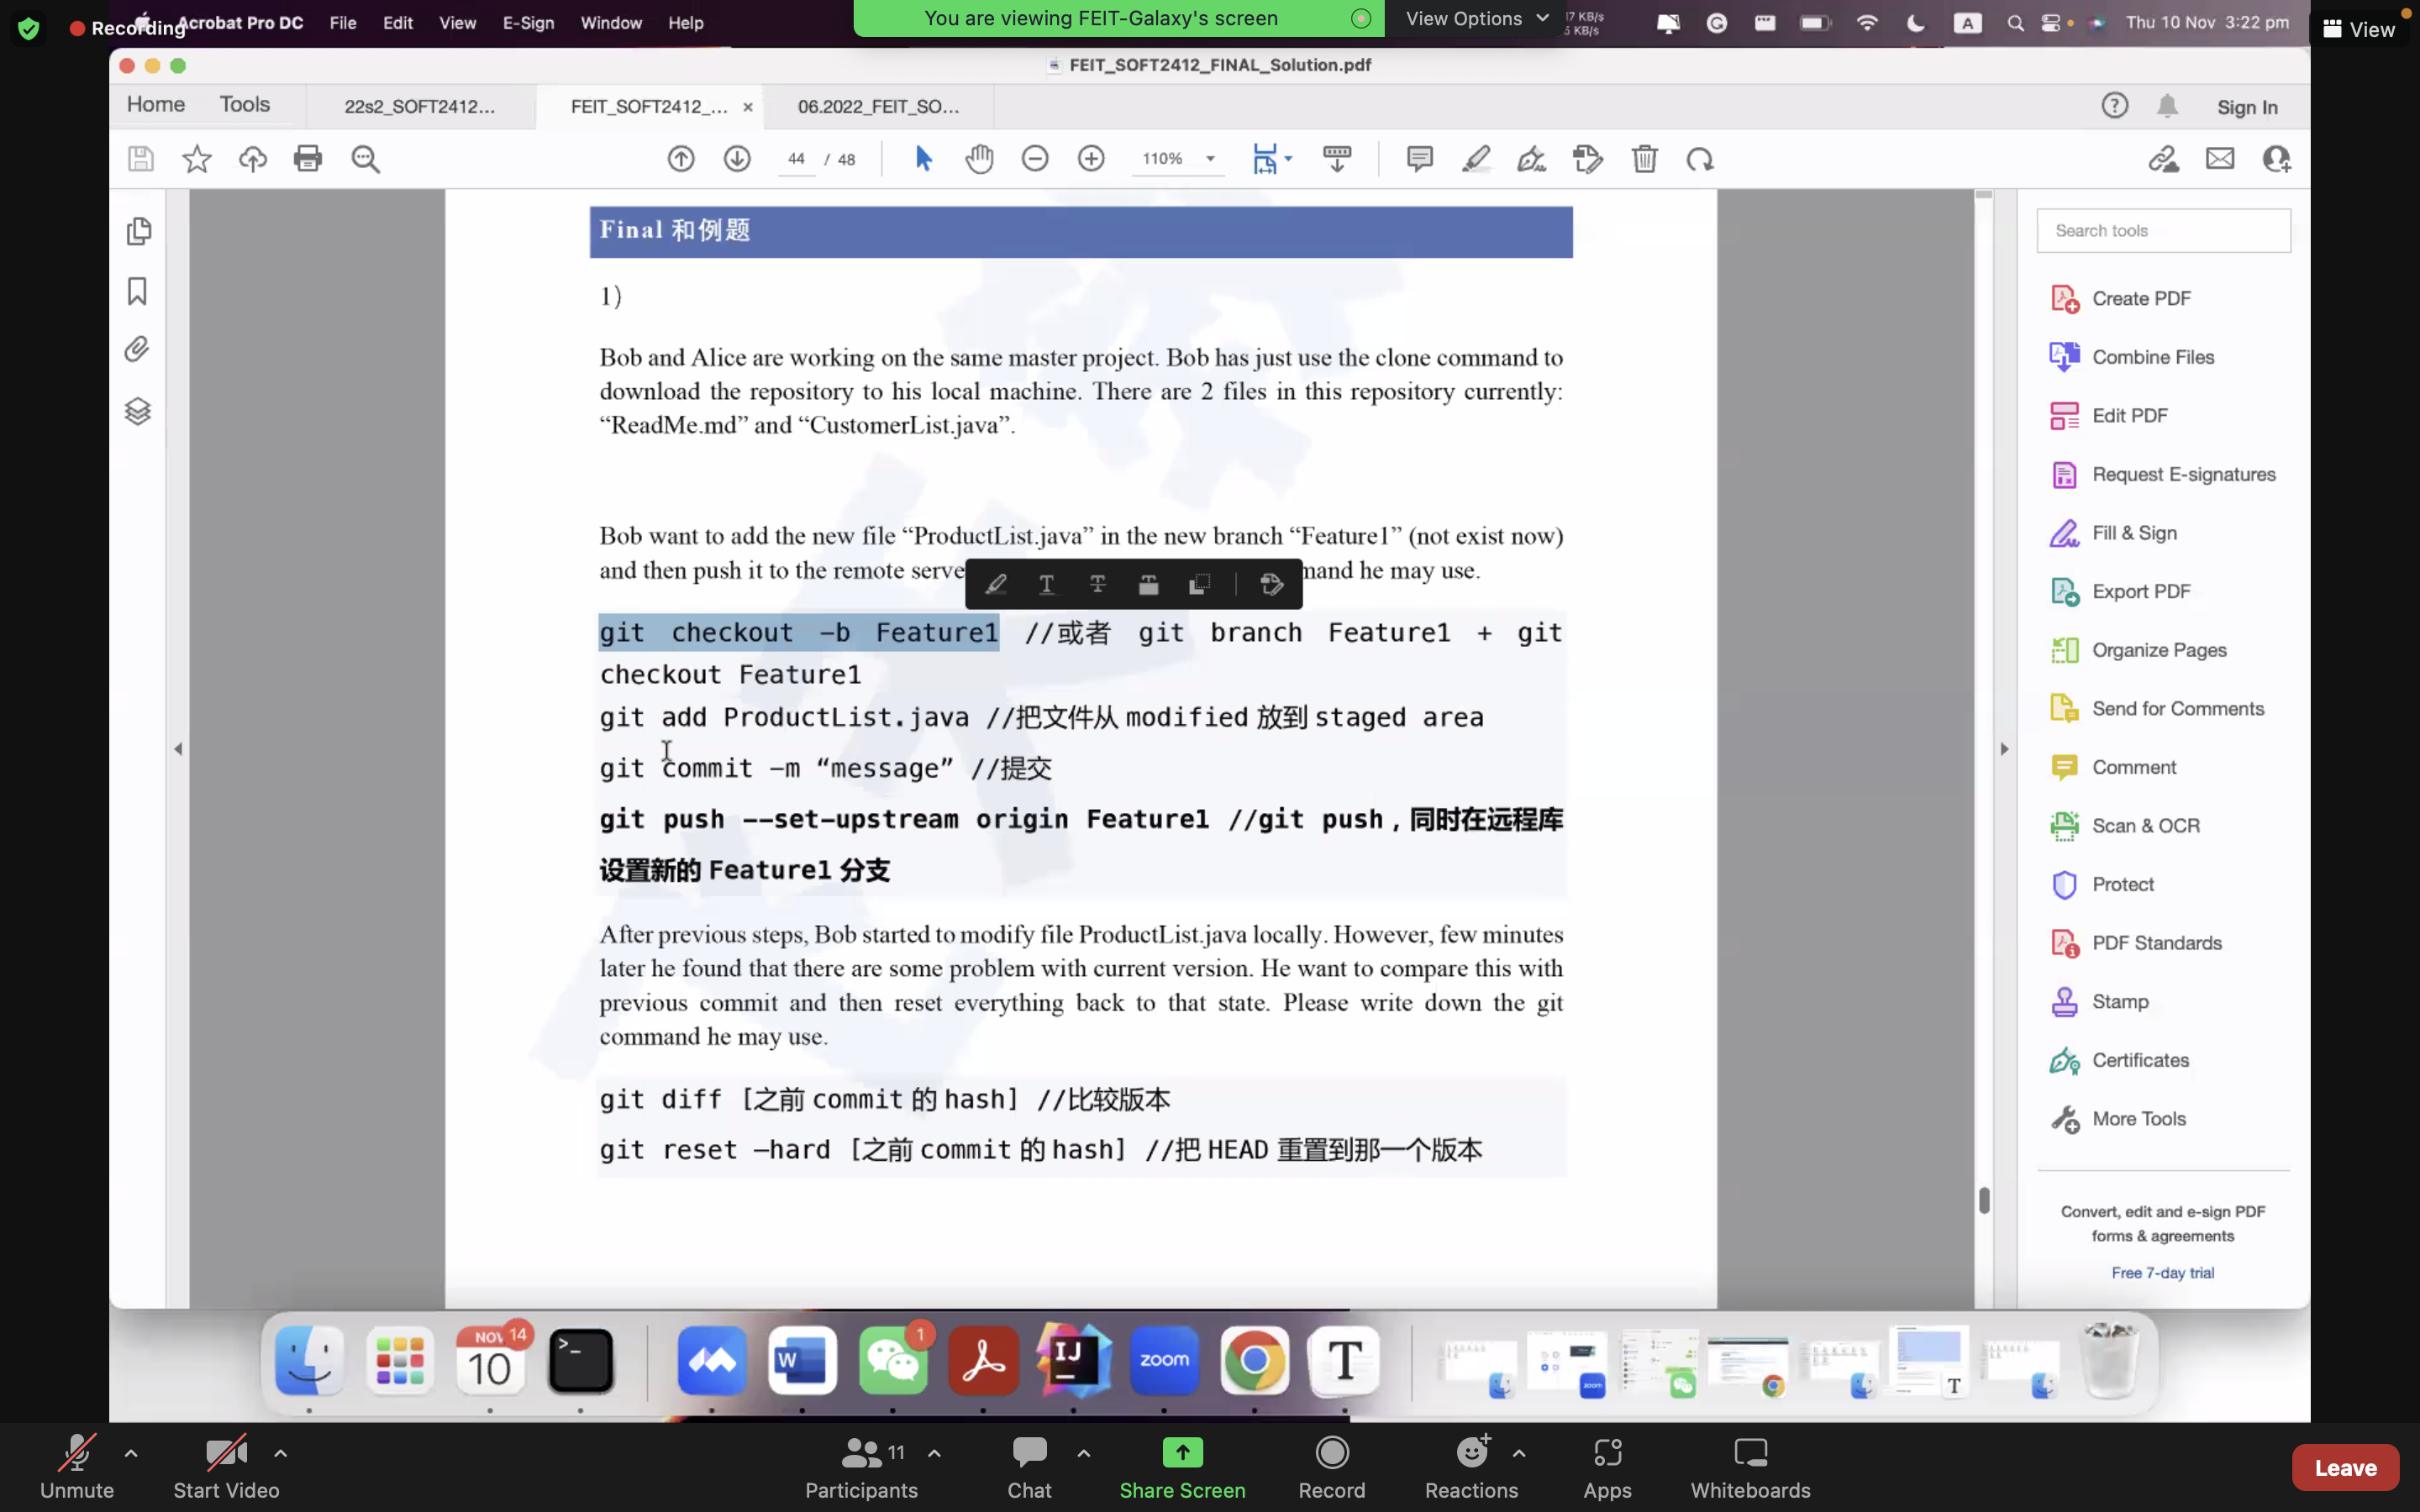 Recording
Acrobat Pro DC File Edit View E-Sign Window Help
You are viewing FEIT-Galaxy's screen
View Options
17 KB/s
KB/s
A
Thu 10 Nov 3:22 pm
View
FEIT_SOFT2412_FINAL_Solution.pdf
Home Tools 22s2_SOFT2412... FEIT_SOFT2412_... × 06.2022_FEIT_SO... Sign In
44 / 48 110%
Search tools
Final 和例题
1)
Bob and Alice are working on the same master project. Bob has just use the clone command to
download the repository to his local machine. There are 2 files in this repository currently:
“ReadMe.md” and “CustomerList.java”.
Bob want to add the new file “ProductList.java” in the new branch “Feature1” (not exist now)
and then push it to the remote serve mand he may use.
git checkout –b Feature1 //或者 git branch Feature1 + git
checkout Feature1
git add ProductList.java //把文件从 modified 放到 staged area
git commit –m “message” //提交
git push --set-upstream origin Feature1 //git push，同时在远程库
设置新的 Feature1 分支
After previous steps, Bob started to modify file ProductList.java locally. However, few minutes
later he found that there are some problem with current version. He want to compare this with
previous commit and then reset everything back to that state. Please write down the git
command he may use.
git diff [之前 commit 的 hash] //比较版本
git reset –hard [之前 commit 的 hash] //把 HEAD 重置到那一个版本
Create PDF
Combine Files
Edit PDF
Request E-signatures
Fill & Sign
Export PDF
Organize Pages
Send for Comments
Comment
Scan & OCR
Protect
PDF Standards
Stamp
Certificates
More Tools
Convert, edit and e-sign PDF
forms & agreements
Free 7-day trial
NOV 14
10
W
1
IJ
zoom
T
Unmute
Start Video
11
Participants
Chat
Share Screen
Record
Reactions
Apps
Whiteboards
Leave